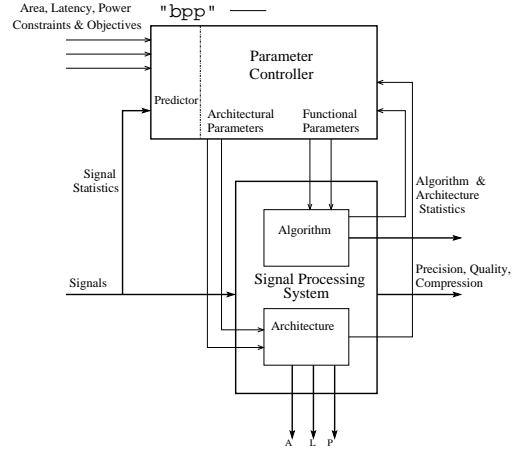 Area, Latency, Power
Constraints & Objectives
"bpp"
Parameter
Controller
Predictor
Architectural
Parameters
Functional
Parameters
Signal
Statistics
Algorithm &
Architecture
Statistics
Algorithm
Signals
Signal Processing
System
Precision, Quality,
Compression
Architecture
A L P